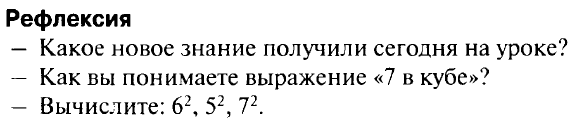 Рефлексия
— Какое новое знание получили сегодня на уроке?
— Как вы понимаете выражение «7 в кубе»?
— Вычислите: 6², 5², 7².